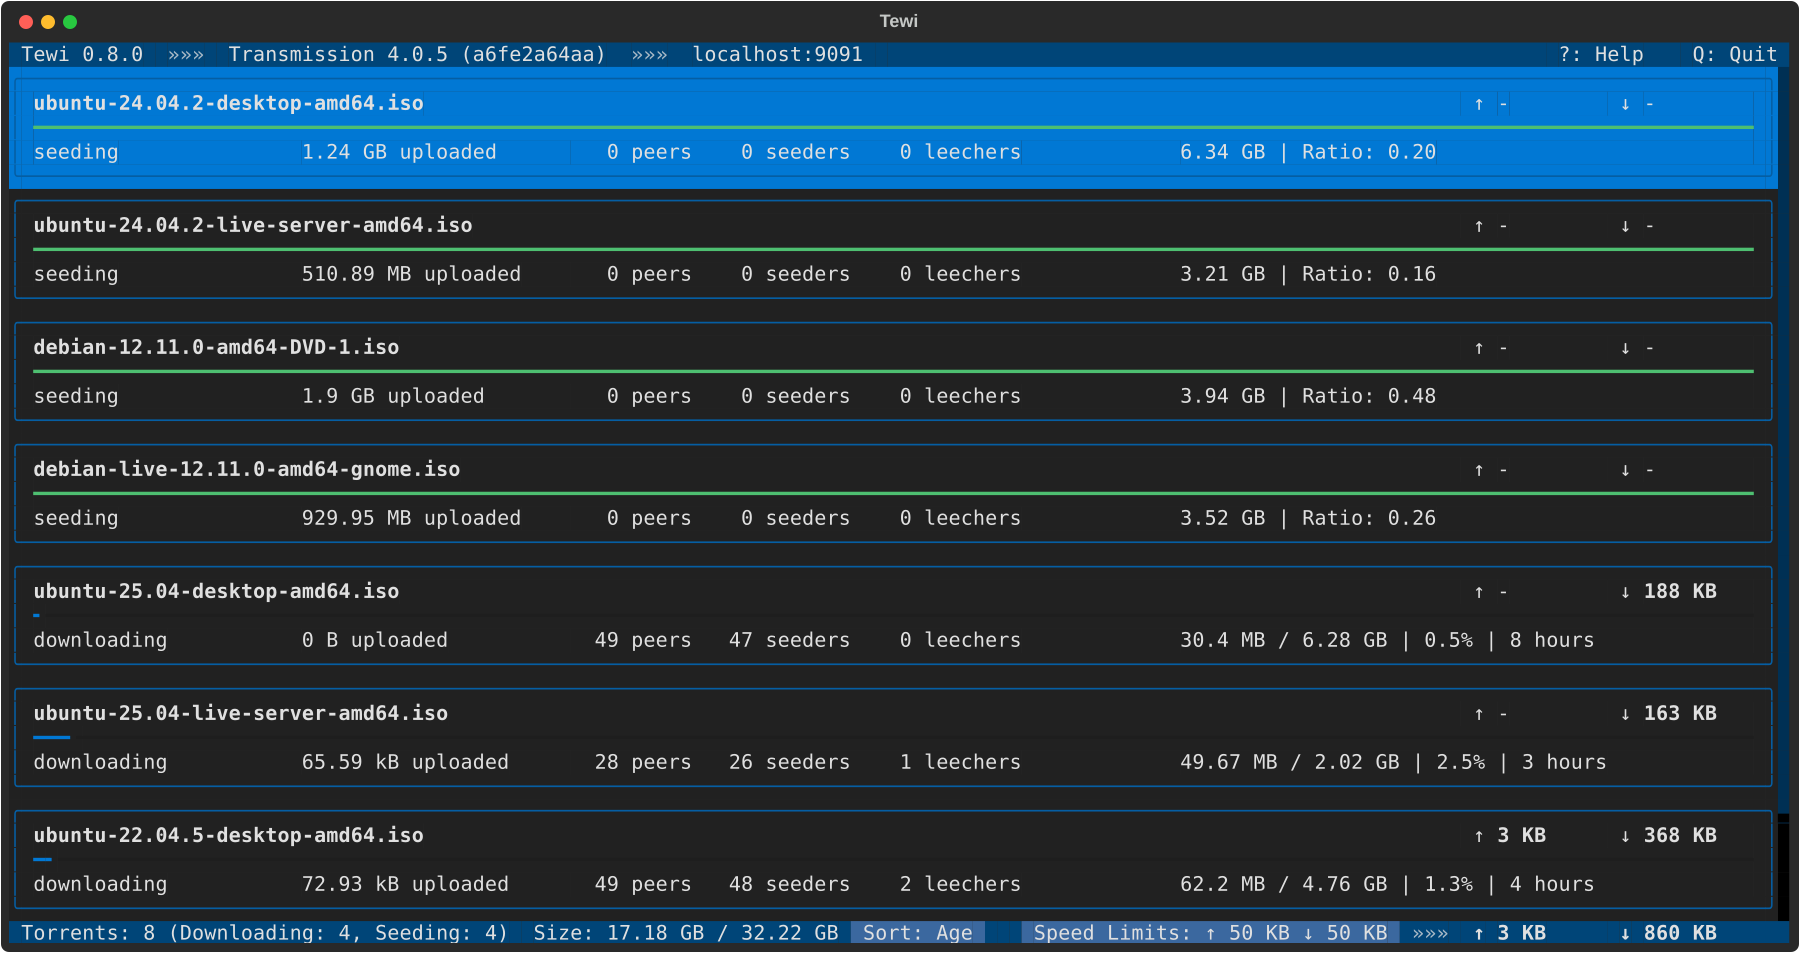 Tewi
Tewi 0.8.0 »»» Transmission 4.0.5 (a6fe2a64aa) »»» localhost:9091 ?: Help Q: Quit
ubuntu-24.04.2-desktop-amd64.iso ↑ - ↓ -
seeding 1.24 GB uploaded 0 peers 0 seeders 0 leechers 6.34 GB | Ratio: 0.20
ubuntu-24.04.2-live-server-amd64.iso ↑ - ↓ -
seeding 510.89 MB uploaded 0 peers 0 seeders 0 leechers 3.21 GB | Ratio: 0.16
debian-12.11.0-amd64-DVD-1.iso ↑ - ↓ -
seeding 1.9 GB uploaded 0 peers 0 seeders 0 leechers 3.94 GB | Ratio: 0.48
debian-live-12.11.0-amd64-gnome.iso ↑ - ↓ -
seeding 929.95 MB uploaded 0 peers 0 seeders 0 leechers 3.52 GB | Ratio: 0.26
ubuntu-25.04-desktop-amd64.iso ↑ - ↓ 188 KB
downloading 0 B uploaded 49 peers 47 seeders 0 leechers 30.4 MB / 6.28 GB | 0.5% | 8 hours
ubuntu-25.04-live-server-amd64.iso ↑ - ↓ 163 KB
downloading 65.59 kB uploaded 28 peers 26 seeders 1 leechers 49.67 MB / 2.02 GB | 2.5% | 3 hours
ubuntu-22.04.5-desktop-amd64.iso ↑ 3 KB ↓ 368 KB
downloading 72.93 kB uploaded 49 peers 48 seeders 2 leechers 62.2 MB / 4.76 GB | 1.3% | 4 hours
Torrents: 8 (Downloading: 4, Seeding: 4) Size: 17.18 GB / 32.22 GB Sort: Age Speed Limits: ↑ 50 KB ↓ 50 KB »»» ↑ 3 KB ↓ 860 KB